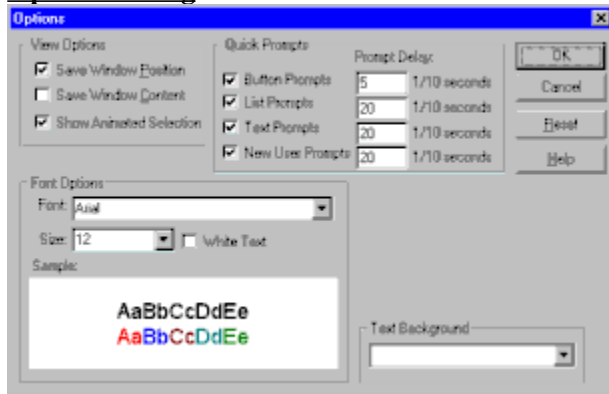 Options
View Options
Save Window Position
Save Window Content
Show Animated Selection
Quick Prompts
Prompt Delay:
Button Prompts 5 1/10 seconds
List Prompts 20 1/10 seconds
Text Prompts 20 1/10 seconds
New User Prompts 20 1/10 seconds
OK
Cancel
Reset
Help
Font Options
Font: Arial
Size: 12 White Text
Sample:
AaBbCcDdEe
AaBbCcDdEe
Text Background